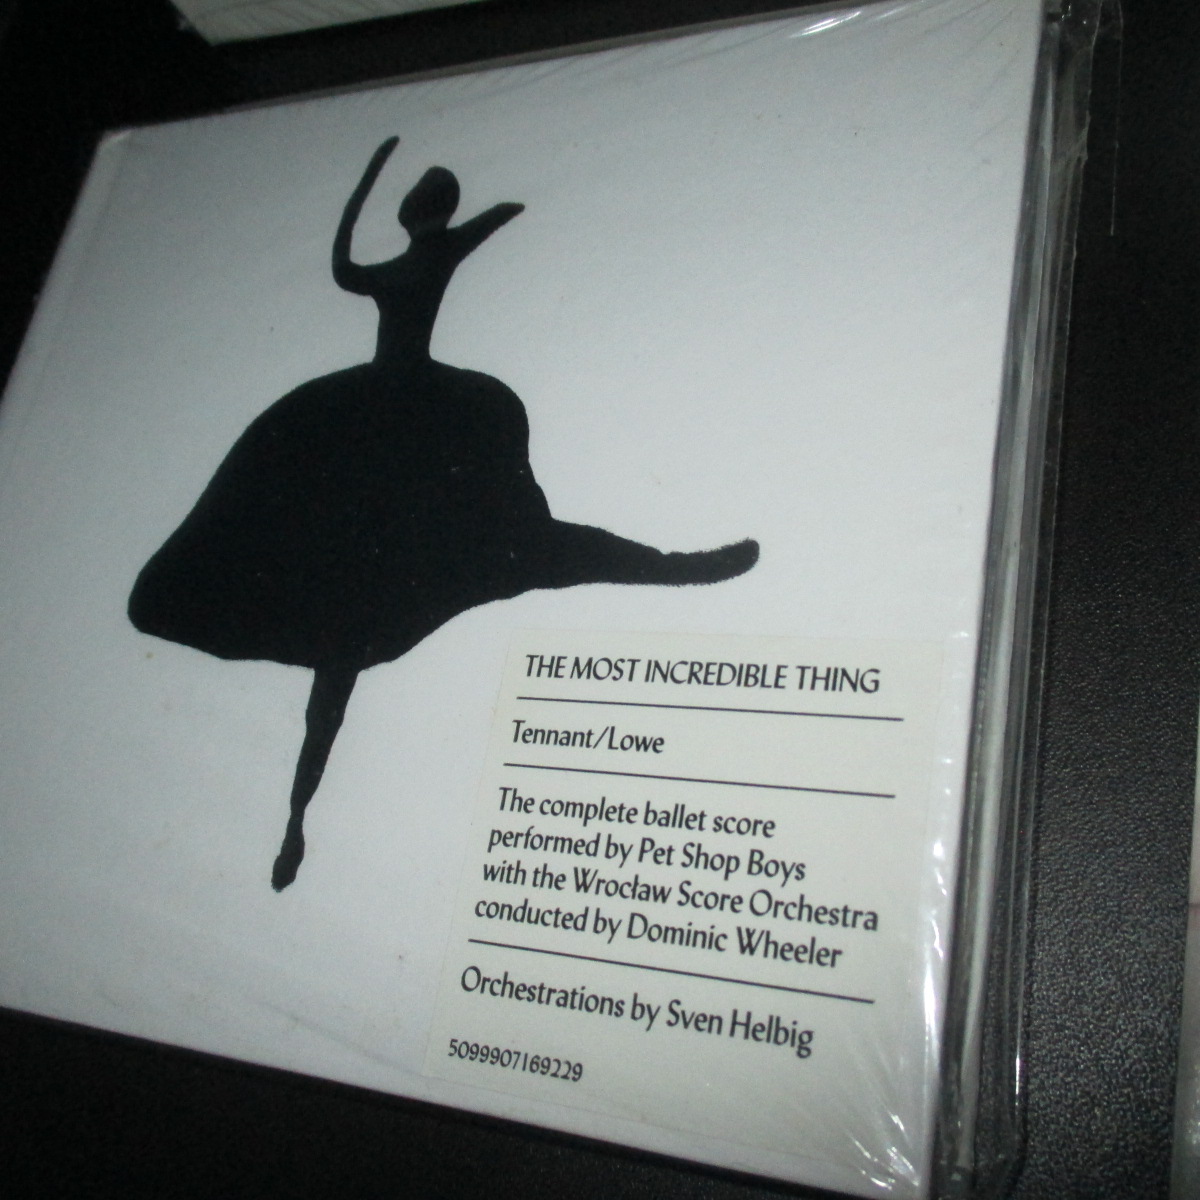 THE MOST INCREDIBLE THING
Tennant/Lowe
The complete ballet score
performed by Pet Shop Boys
with the Wrocław Score Orchestra
conducted by Dominic Wheeler
Orchestrations by Sven Helbig
5099907169229